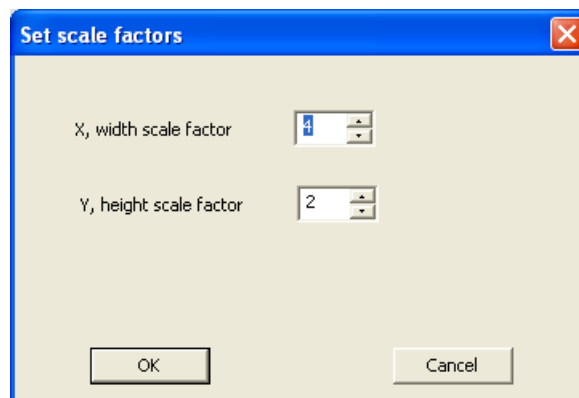 Set scale factors
X, width scale factor 4
Y, height scale factor 2
OK Cancel